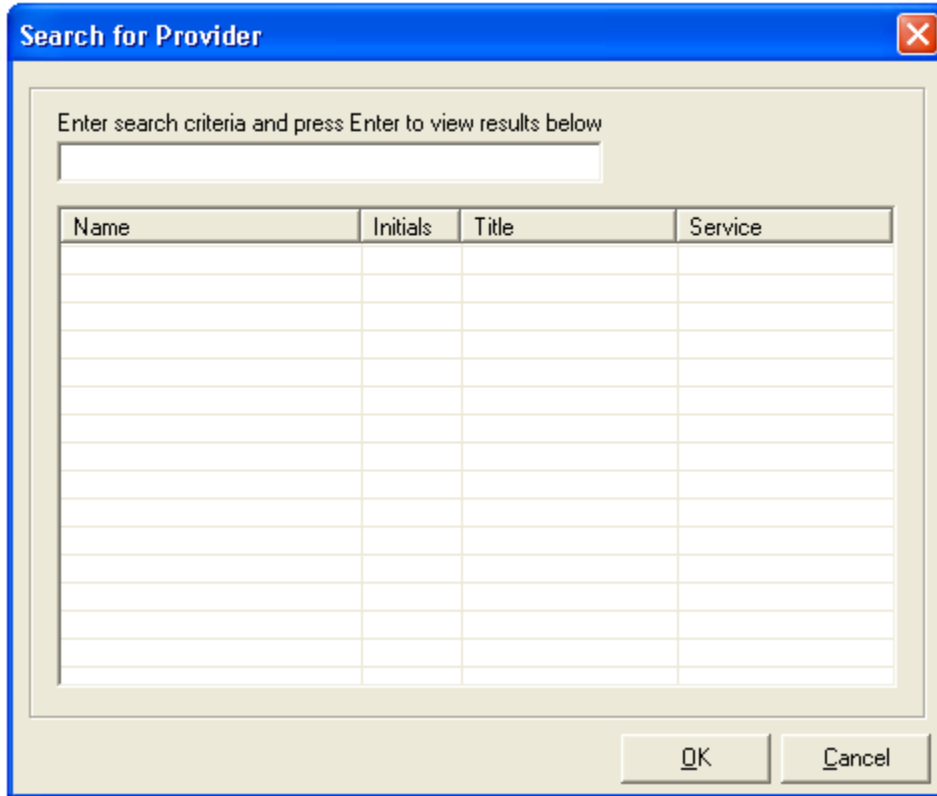 Search for Provider
Enter search criteria and press Enter to view results below
Name Initials Title Service
OK Cancel